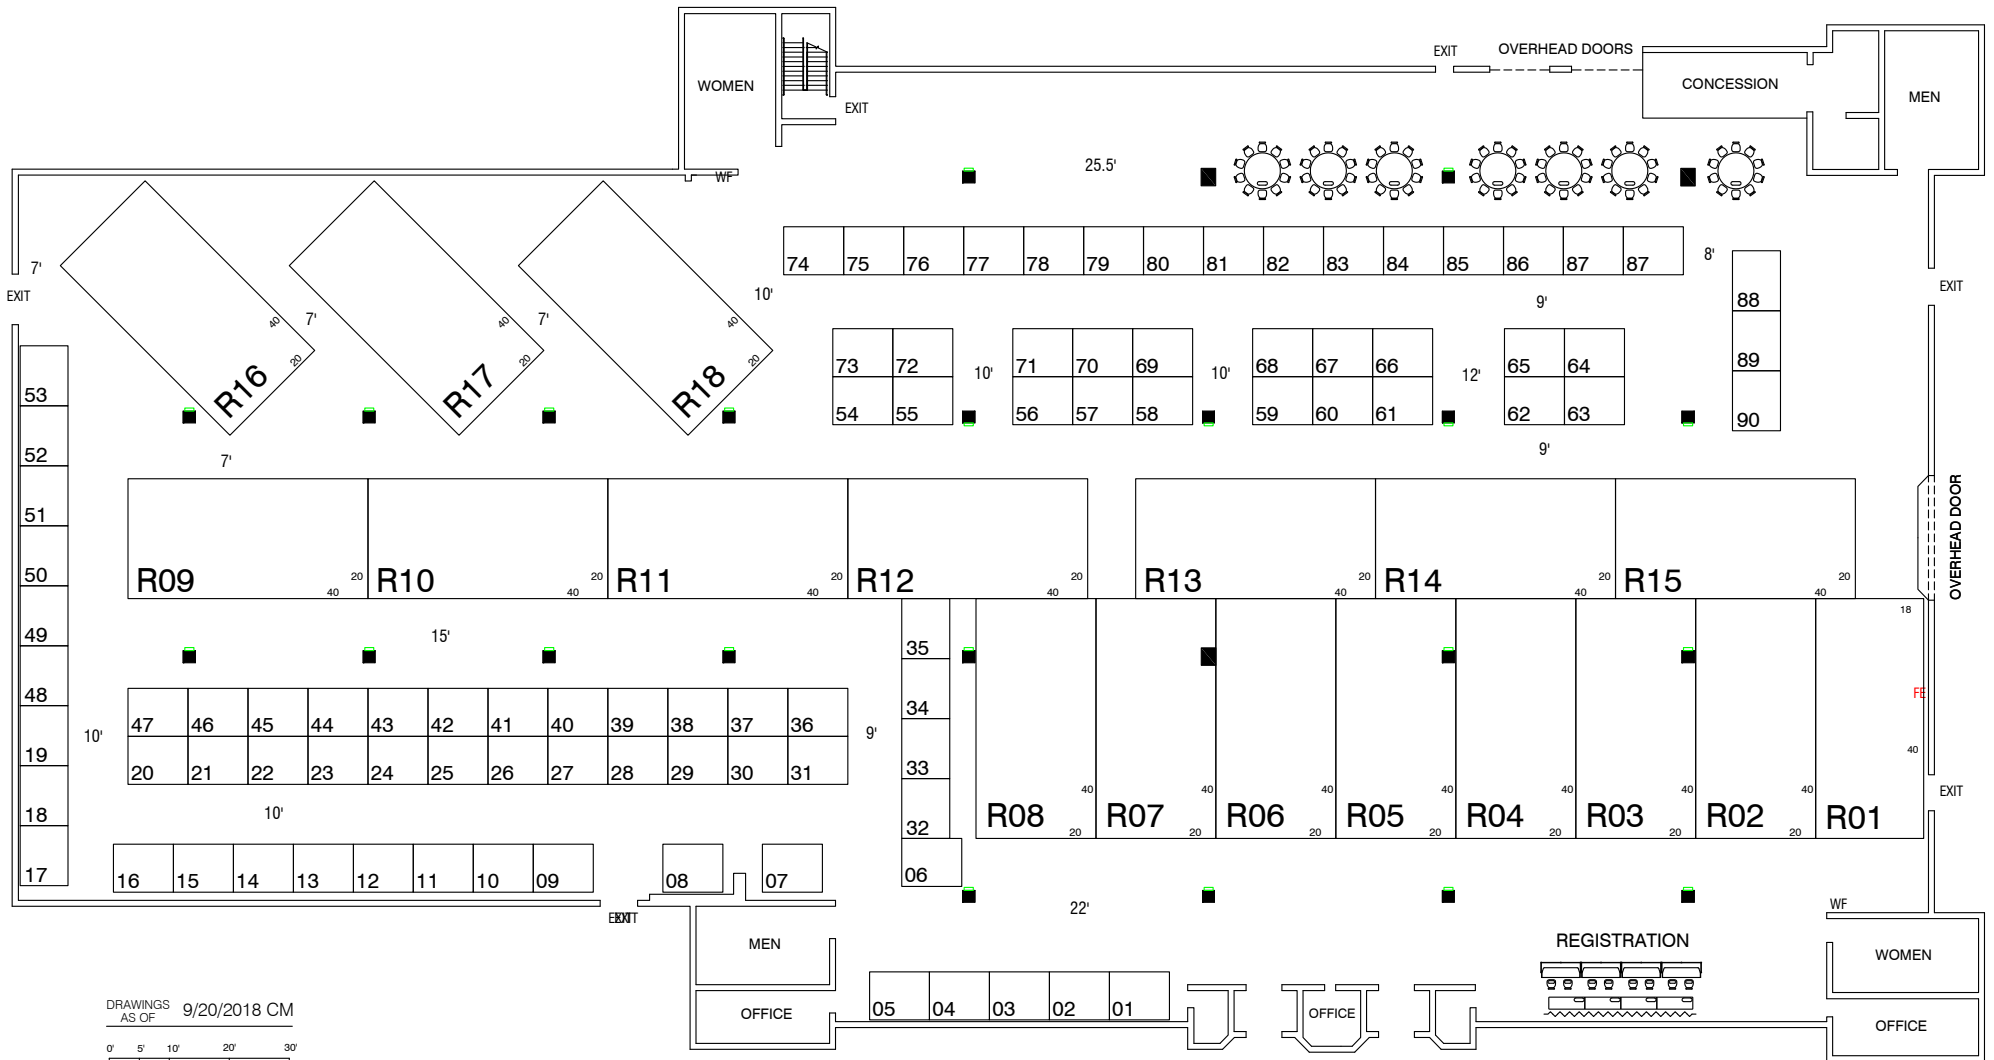 EXIT
OVERHEAD DOORS
WOMEN
CONCESSION
MEN
EXIT
25.5'
WF
74 75 76 77 78 79 80 81 82 83 84 85 86 87 87
8'
7'
EXIT
10'
9'
88
EXIT
7'
7'
40 40 40
20 20 20
R16 R17 R18
73 72
71 70 69
68 67 66
65 64
89
10' 10' 12'
54 55
56 57 58
59 60 61
62 63
90
53
52
51
50
49
48
19
18
17
7'
9'
OVERHEAD DOOR
R09 20 40
R10 20 40
R11 20 40
R12 20 40
R13 20 40
R14 20 40
R15 20 40
18
15'
35
34
33
32
06
FE
40
47 46 45 44 43 42 41 40 39 38 37 36
10'
9'
20 21 22 23 24 25 26 27 28 29 30 31
10'
R08 40 20
R07 40 20
R06 40 20
R05 40 20
R04 40 20
R03 40 20
R02 40 20
R01
EXIT
16 15 14 13 12 11 10 09
08
07
EXIT
EXIT
22'
WF
MEN
REGISTRATION
WOMEN
OFFICE
05 04 03 02 01
OFFICE
OFFICE
DRAWINGS
AS OF
9/20/2018 CM
0' 5' 10' 20' 30'